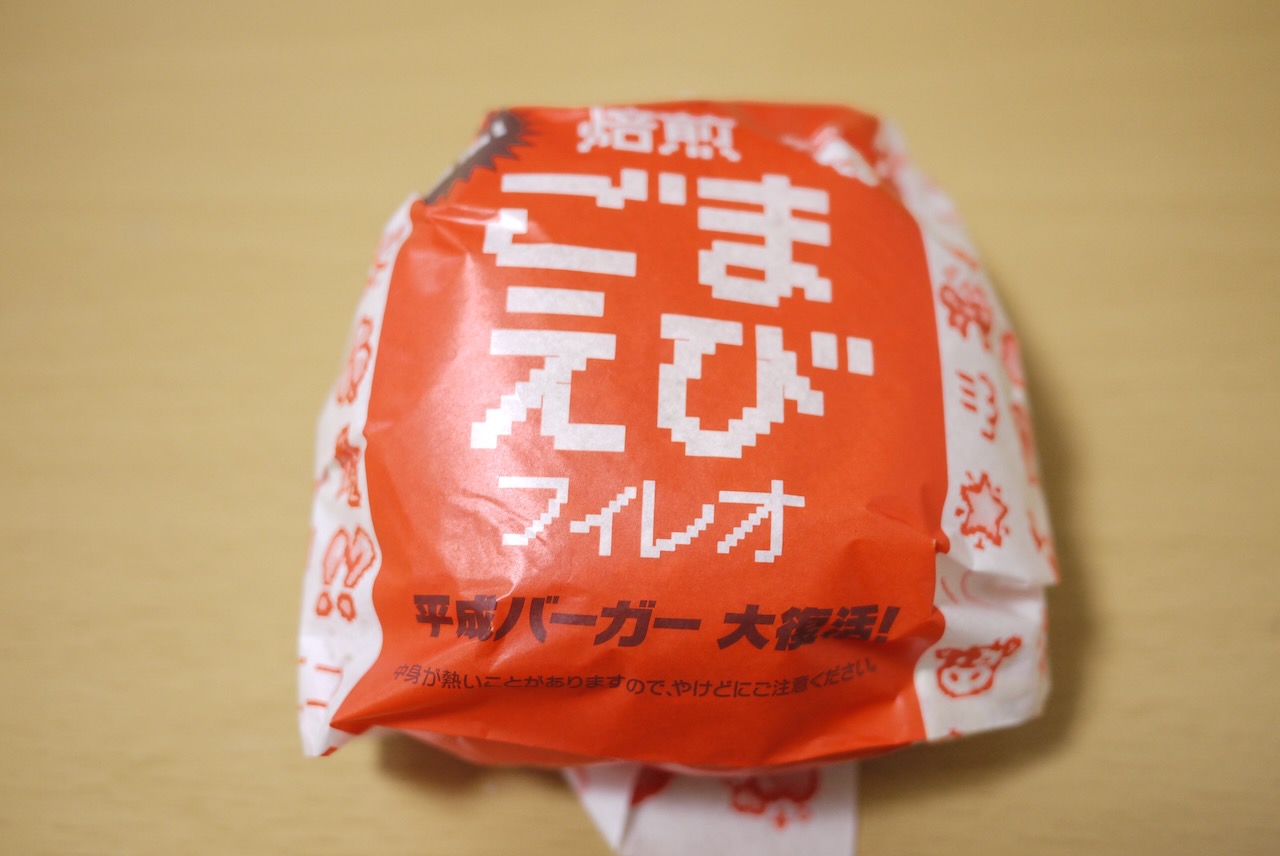 焙煎
ごま
えび
フィレオ
平成バーガー 大復活!
中身が熱いことがありますので、やけどにご注意ください。